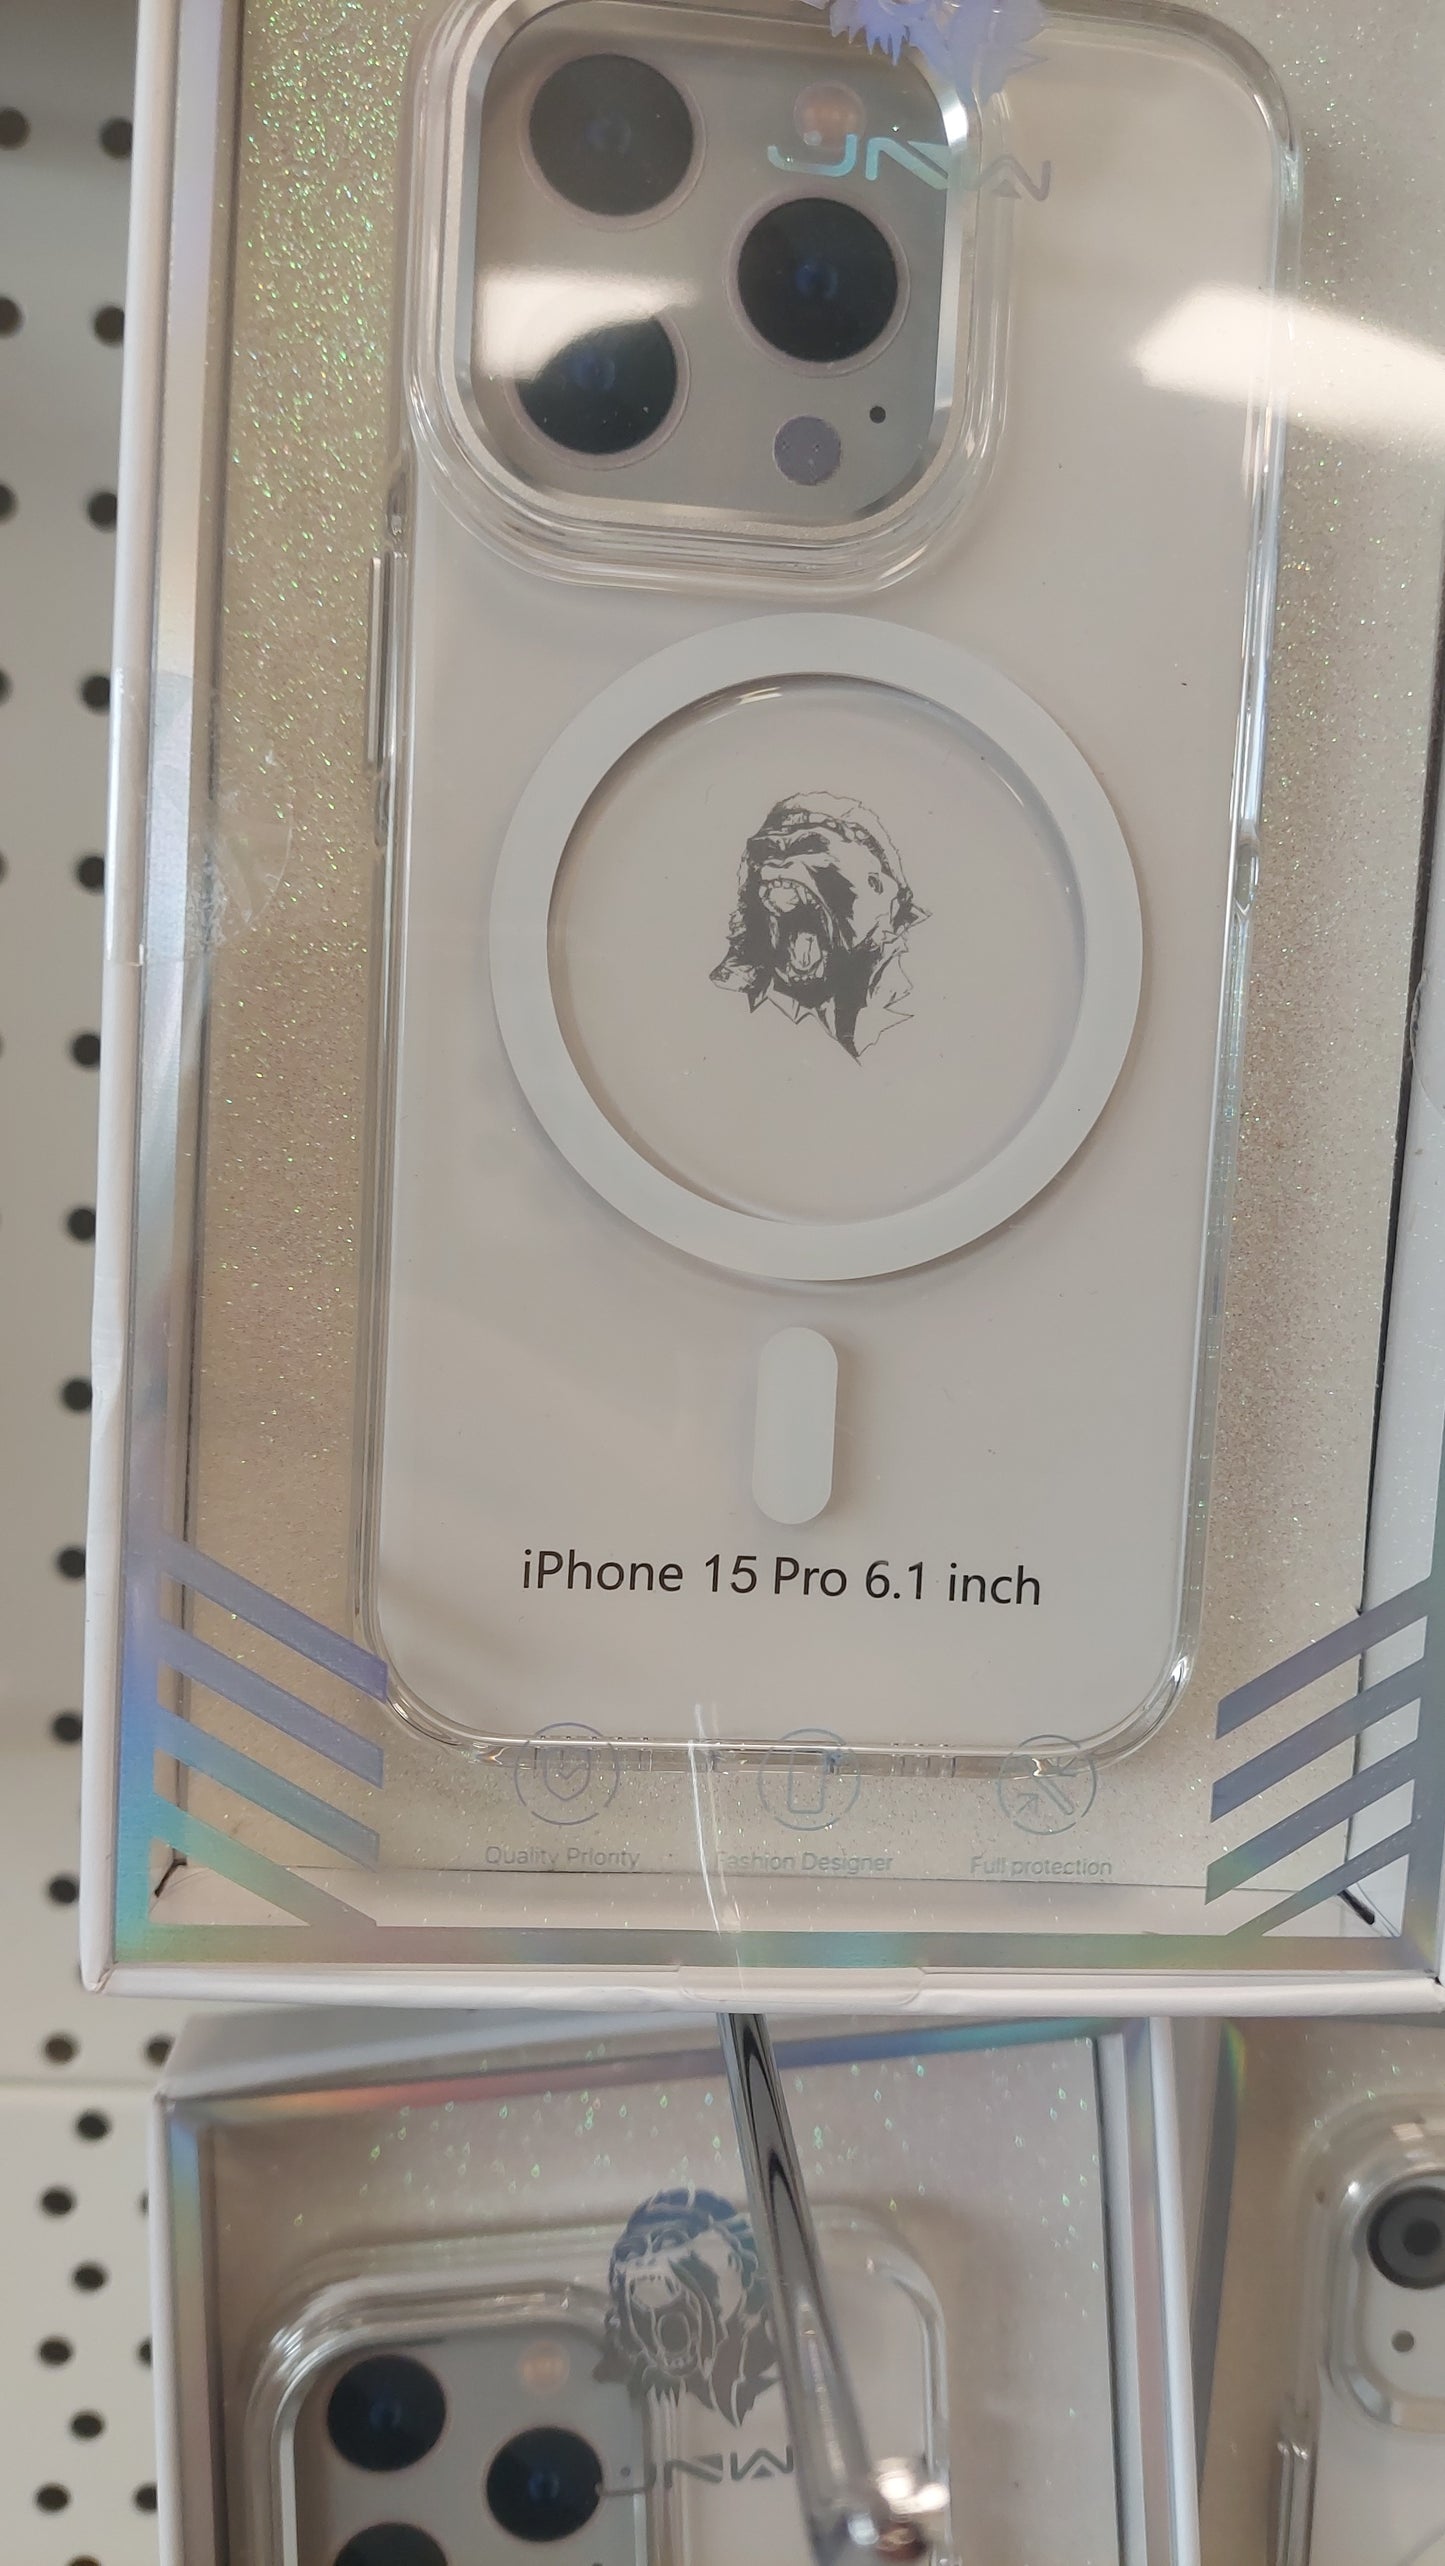 JNW
iPhone 15 Pro 6.1 inch
Quality Priority
Fashion Designer
Full protection
JNW